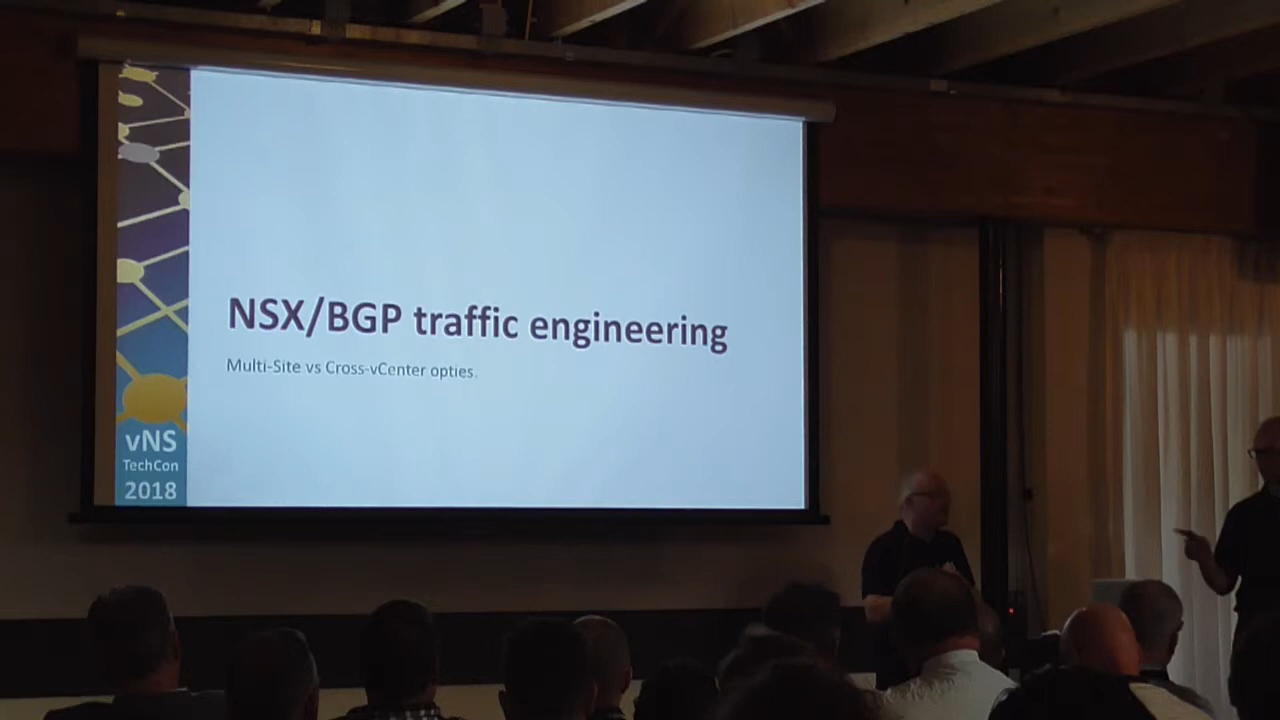 NSX/BGP traffic engineering
Multi-Site vs Cross-vCenter opties.
vNS
TechCon
2018